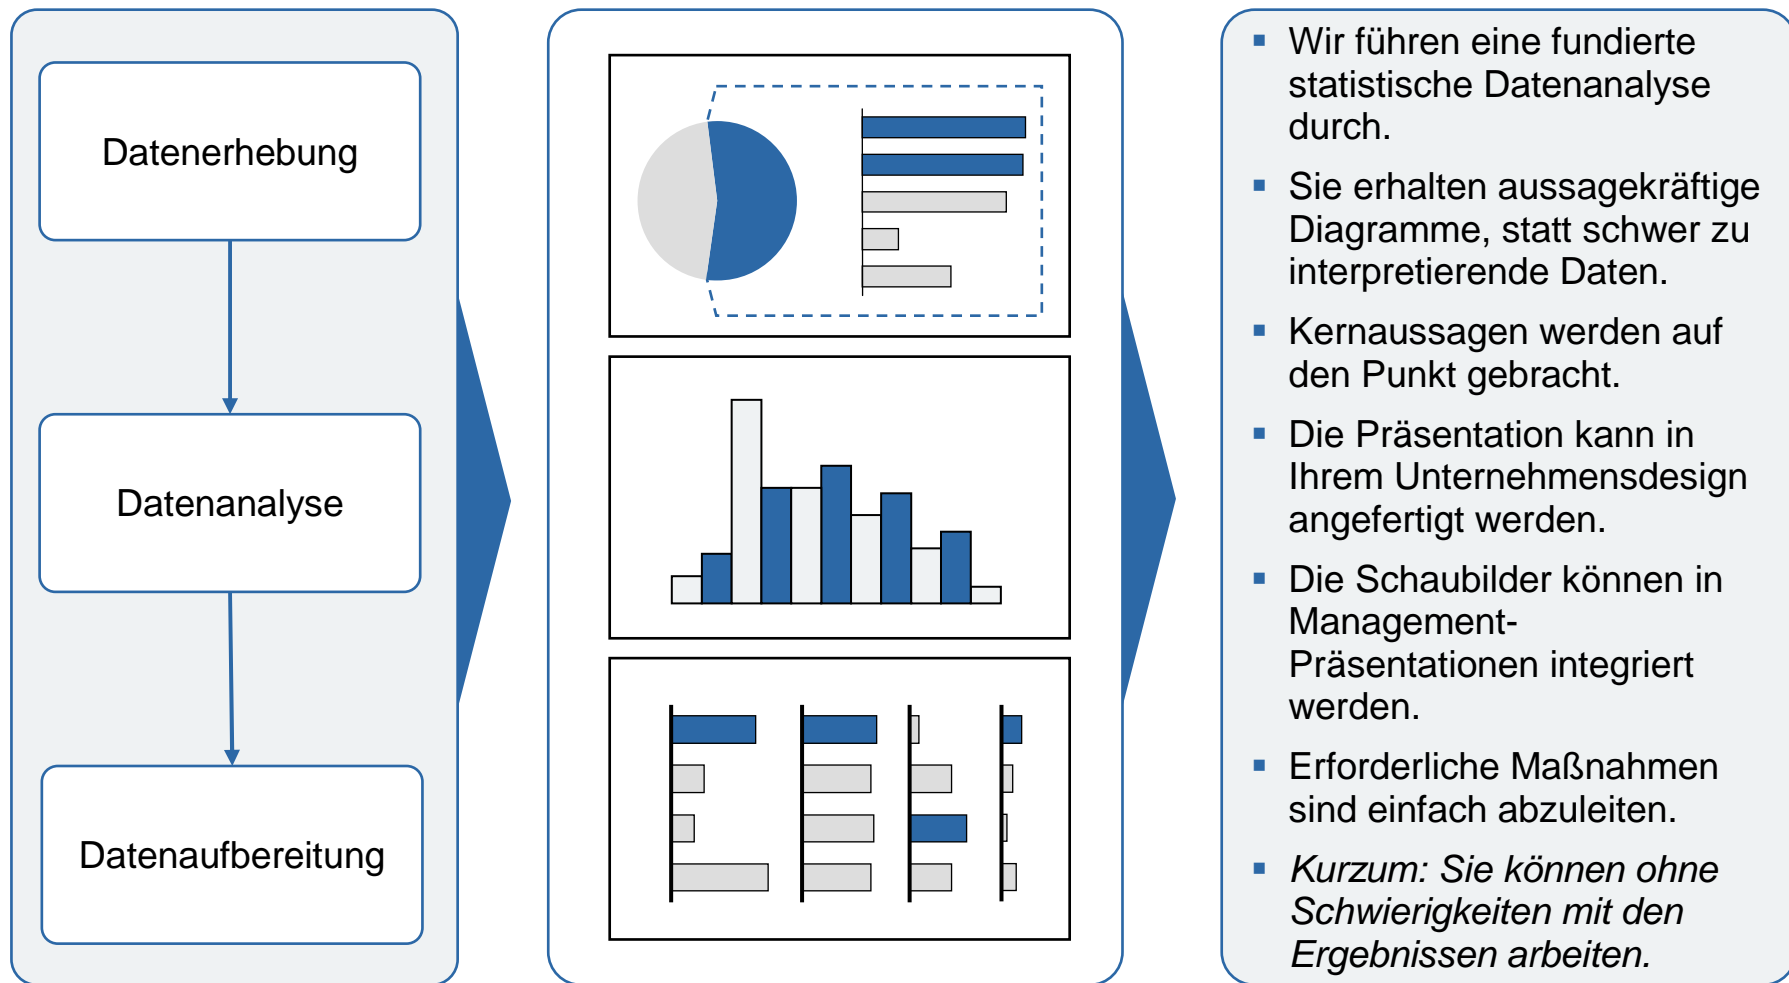 Datenerhebung
Datenanalyse
Datenaufbereitung
Wir führen eine fundierte
statistische Datenanalyse
durch.
Sie erhalten aussagekräftige
Diagramme, statt schwer zu
interpretierende Daten.
Kernaussagen werden auf
den Punkt gebracht.
Die Präsentation kann in
Ihrem Unternehmensdesign
angefertigt werden.
Die Schaubilder können in
Management-
Präsentationen integriert
werden.
Erforderliche Maßnahmen
sind einfach abzuleiten.
Kurzum: Sie können ohne
Schwierigkeiten mit den
Ergebnissen arbeiten.